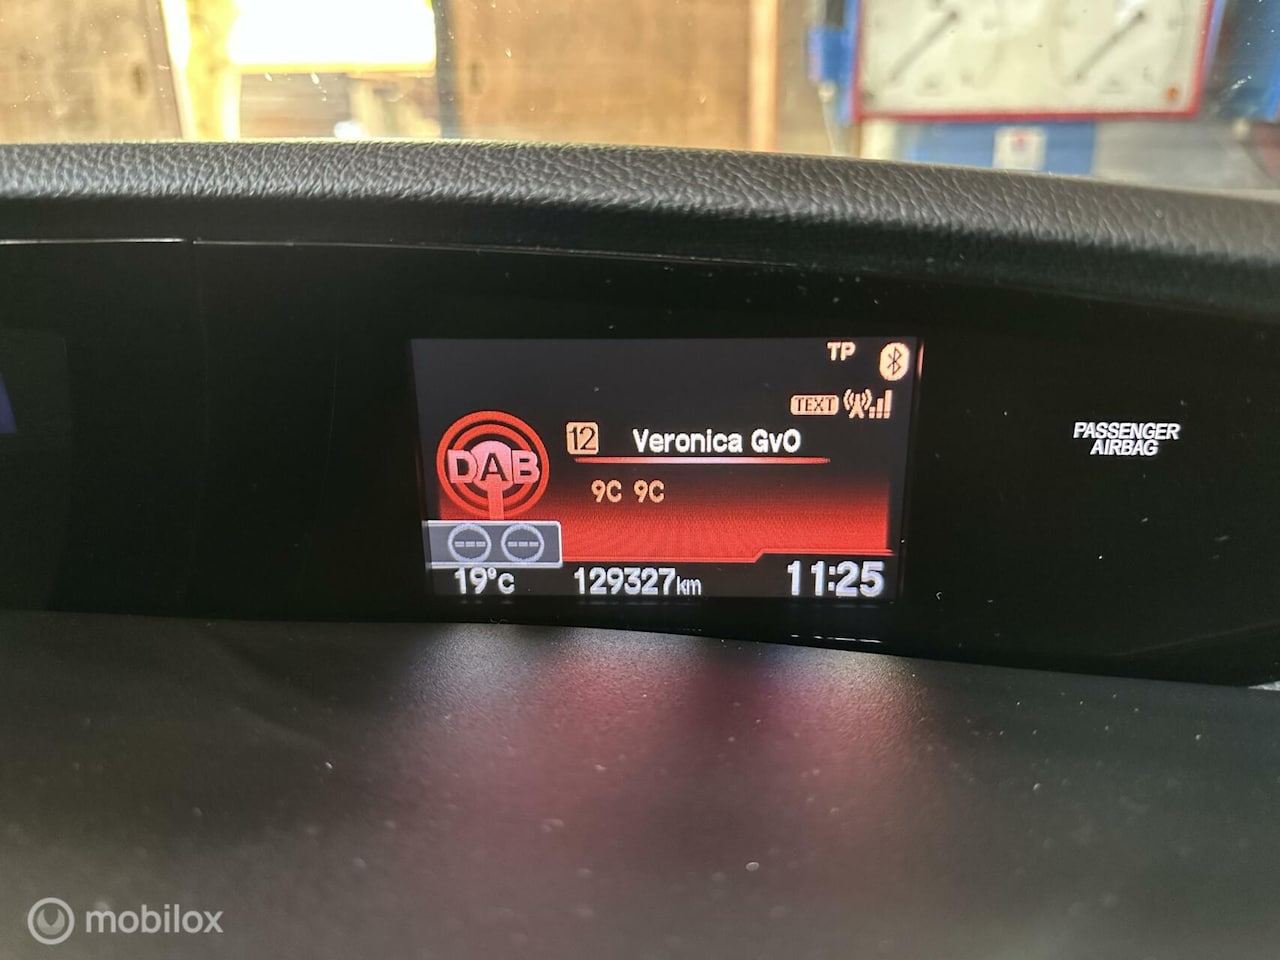 TP
TEXT
DAB
12 Veronica GvO
9C 9C
--- ---
19°C 129327km 11:25
PASSENGER
AIRBAG
mobilox